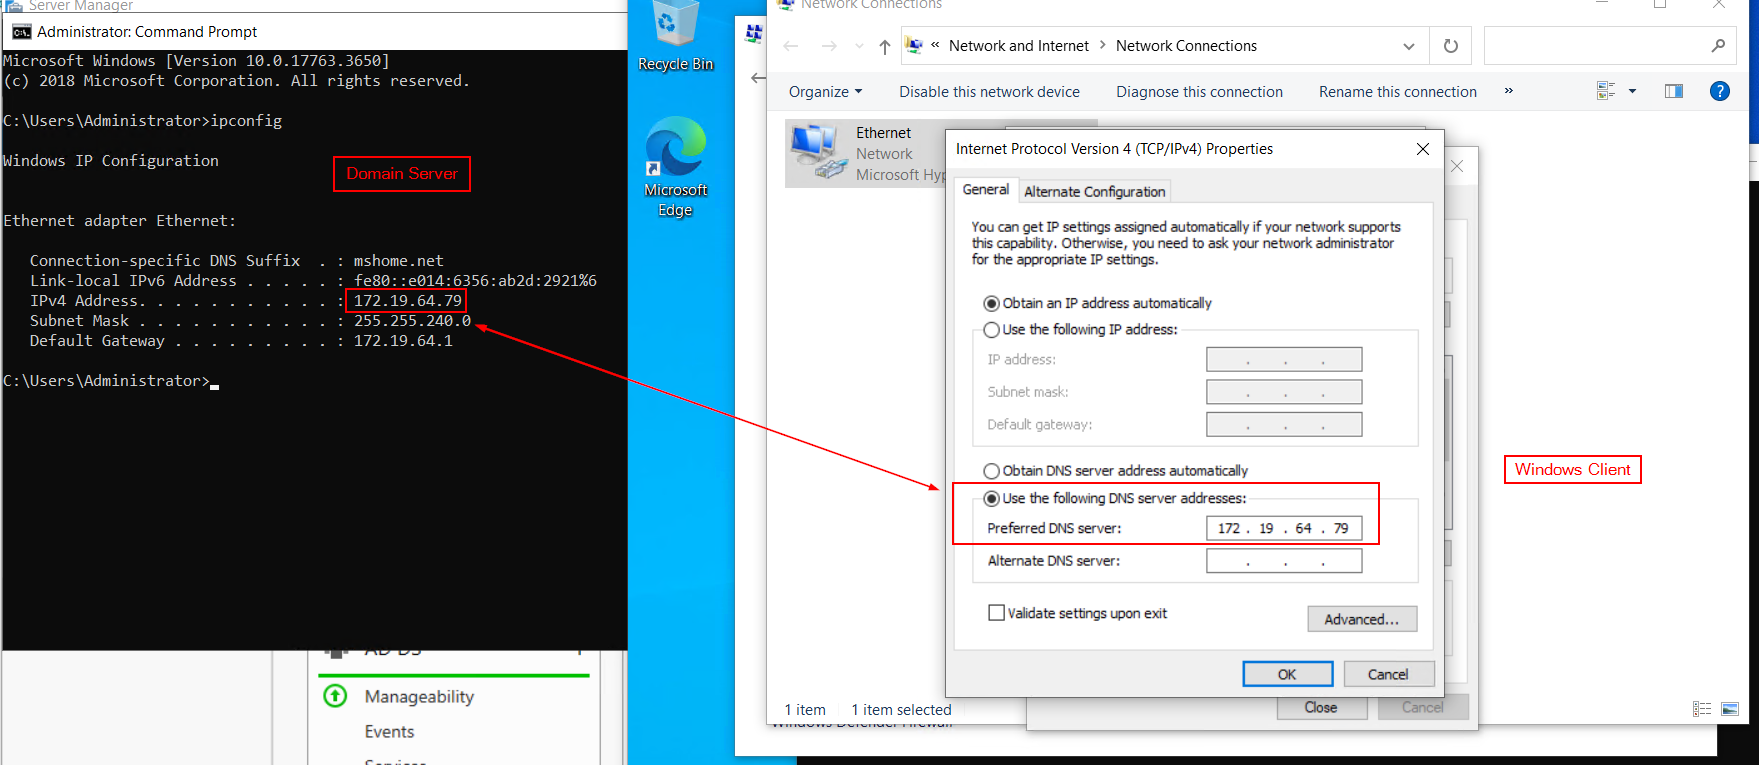 Server Manager
Administrator: Command Prompt
Microsoft Windows [Version 10.0.17763.3650]
(c) 2018 Microsoft Corporation. All rights reserved.
C:\Users\Administrator>ipconfig
Windows IP Configuration
Domain Server
Ethernet adapter Ethernet:
Connection-specific DNS Suffix  . : mshome.net
Link-local IPv6 Address . . . . . : fe80::e014:6356:ab2d:2921%6
IPv4 Address. . . . . . . . . . . : 172.19.64.79
Subnet Mask . . . . . . . . . . . : 255.255.240.0
Default Gateway . . . . . . . . . : 172.19.64.1
C:\Users\Administrator>
AD DS
Manageability
Events
Services
Recycle Bin
Microsoft
Edge
Network Connections
« Network and Internet > Network Connections
Organize
Disable this network device
Diagnose this connection
Rename this connection
»
Ethernet
Network
Microsoft Hyp
Internet Protocol Version 4 (TCP/IPv4) Properties
General
Alternate Configuration
You can get IP settings assigned automatically if your network supports
this capability. Otherwise, you need to ask your network administrator
for the appropriate IP settings.
Obtain an IP address automatically
Use the following IP address:
IP address:
. . .
Subnet mask:
. . .
Default gateway:
. . .
Obtain DNS server address automatically
Use the following DNS server addresses:
Preferred DNS server:
172 . 19 . 64 . 79
Alternate DNS server:
. . .
Validate settings upon exit
Advanced...
OK
Cancel
Close
Cancel
Windows Client
1 item
1 item selected
Windows Defender Firewall